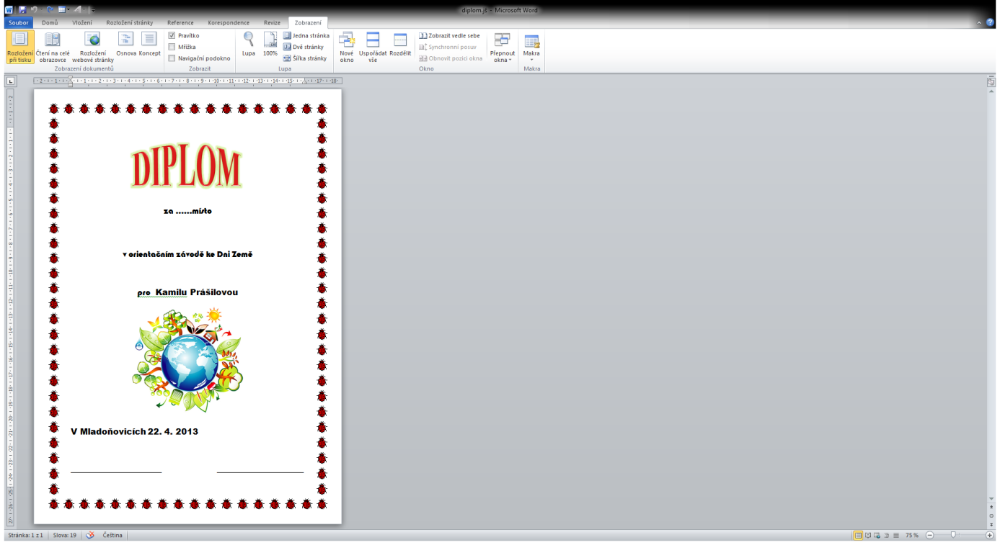 diplom.js - Microsoft Word
Soubor Domů Vložení Rozložení stránky Reference Korespondence Revize Zobrazení
Rozložení při tisku
Čtení na celé obrazovce
Rozložení webové stránky
Osnova
Koncept
Zobrazení dokumentů
Pravítko
Mřížka
Navigační podokno
Zobrazit
Lupa
100%
Jedna stránka
Dvě stránky
Šířka stránky
Lupa
Nové okno
Uspořádat vše
Rozdělit
Zobrazit vedle sebe
Synchronní posuv
Obnovit pozici okna
Přepnout okna
Okno
Makra
Makra
DIPLOM
za ......místo
v orientačním závodě ke Dni Země
pro Kamilu Prášilovou
V Mladoňovicích 22. 4. 2013
Stránka: 1 z 1 Slova: 19 Čeština 75 %